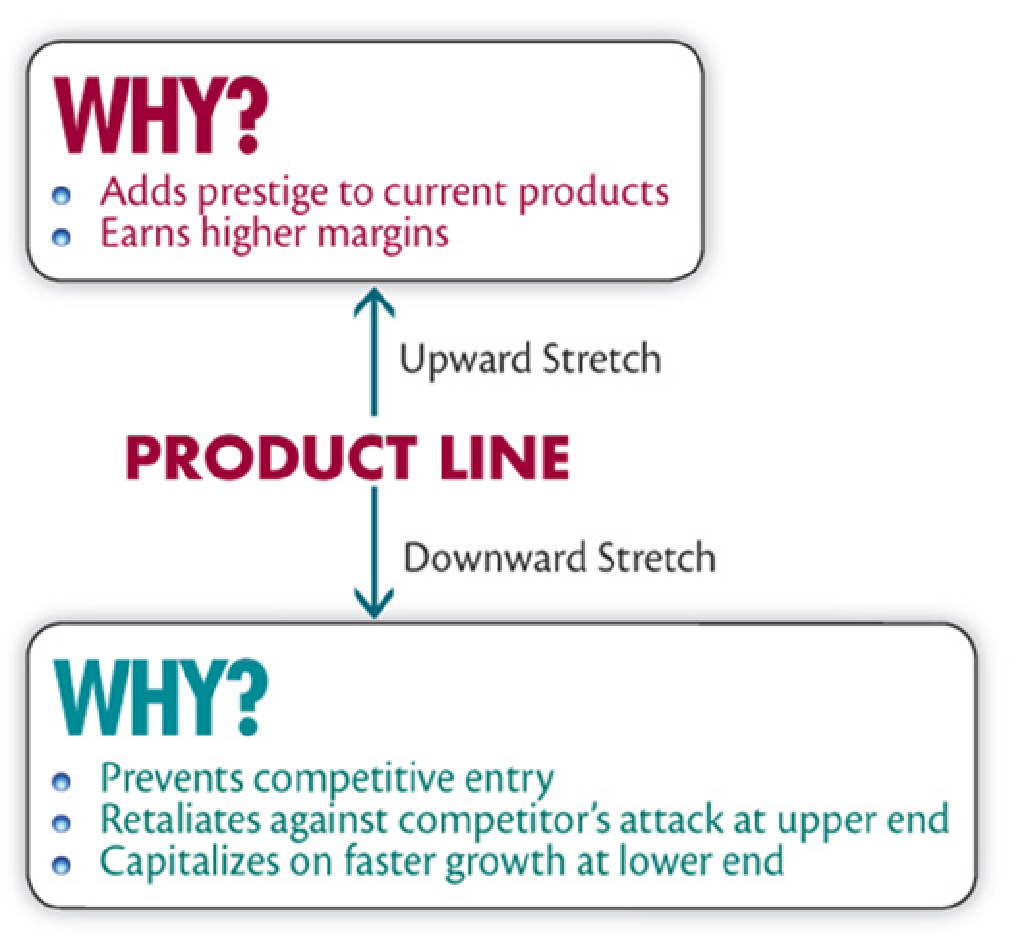 WHY?
Adds prestige to current products
Earns higher margins
Upward Stretch
PRODUCT LINE
Downward Stretch
WHY?
Prevents competitive entry
Retaliates against competitor's attack at upper end
Capitalizes on faster growth at lower end